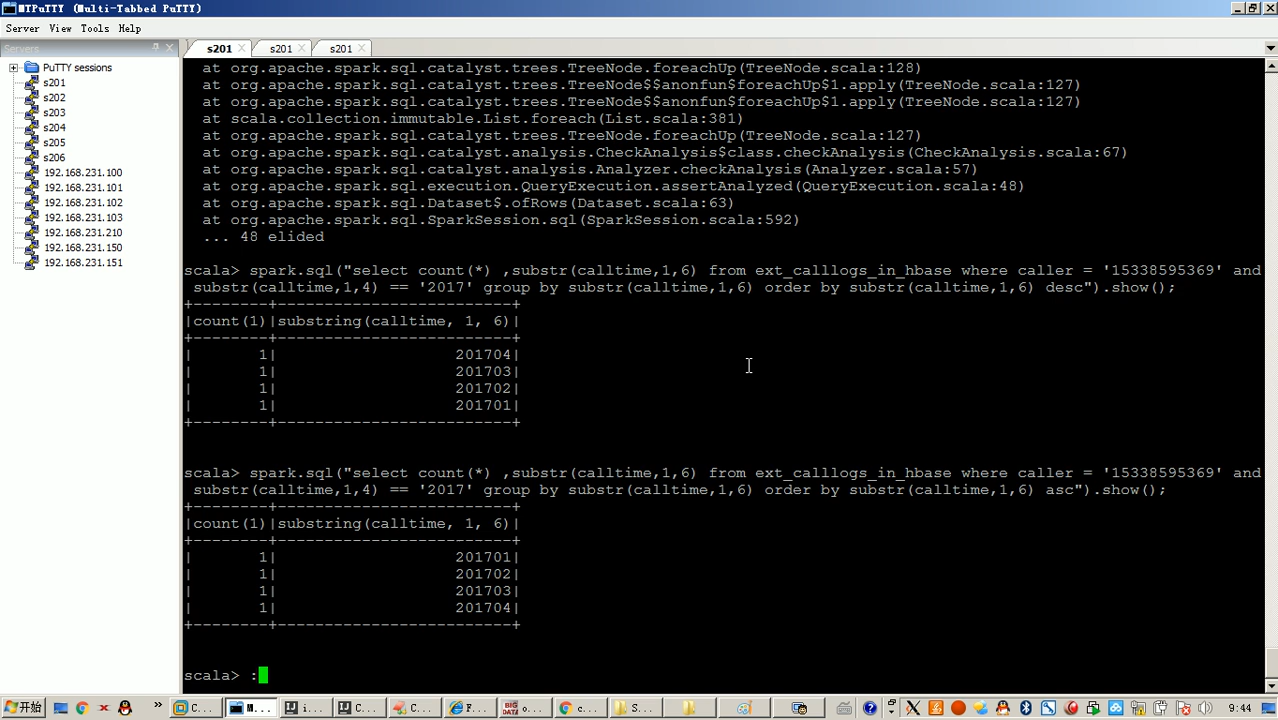 MTPuTTY (Multi-Tabbed PuTTY)
Server View Tools Help
Servers
s201 s201 s201
PuTTY sessions
s201
s202
s203
s204
s205
s206
192.168.231.100
192.168.231.101
192.168.231.102
192.168.231.103
192.168.231.210
192.168.231.150
192.168.231.151
at org.apache.spark.sql.catalyst.trees.TreeNode.foreachUp(TreeNode.scala:128)
at org.apache.spark.sql.catalyst.trees.TreeNode$$anonfun$foreachUp$1.apply(TreeNode.scala:127)
at org.apache.spark.sql.catalyst.trees.TreeNode$$anonfun$foreachUp$1.apply(TreeNode.scala:127)
at scala.collection.immutable.List.foreach(List.scala:381)
at org.apache.spark.sql.catalyst.trees.TreeNode.foreachUp(TreeNode.scala:127)
at org.apache.spark.sql.catalyst.analysis.CheckAnalysis$class.checkAnalysis(CheckAnalysis.scala:67)
at org.apache.spark.sql.catalyst.analysis.Analyzer.checkAnalysis(Analyzer.scala:57)
at org.apache.spark.sql.execution.QueryExecution.assertAnalyzed(QueryExecution.scala:48)
at org.apache.spark.sql.Dataset$.ofRows(Dataset.scala:63)
at org.apache.spark.sql.SparkSession.sql(SparkSession.scala:592)
... 48 elided
scala> spark.sql("select count(*) ,substr(calltime,1,6) from ext_calllogs_in_hbase where caller = '15338595369' and
substr(calltime,1,4) == '2017' group by substr(calltime,1,6) order by substr(calltime,1,6) desc").show();
+--------+-------------------------+
|count(1)|substring(calltime, 1, 6)|
+--------+-------------------------+
|       1|                   201704|
|       1|                   201703|
|       1|                   201702|
|       1|                   201701|
+--------+-------------------------+
scala> spark.sql("select count(*) ,substr(calltime,1,6) from ext_calllogs_in_hbase where caller = '15338595369' and
substr(calltime,1,4) == '2017' group by substr(calltime,1,6) order by substr(calltime,1,6) asc").show();
+--------+-------------------------+
|count(1)|substring(calltime, 1, 6)|
+--------+-------------------------+
|       1|                   201701|
|       1|                   201702|
|       1|                   201703|
|       1|                   201704|
+--------+-------------------------+
scala> :
开始 C... M... i... C... C... F... o... C... S... 9:44